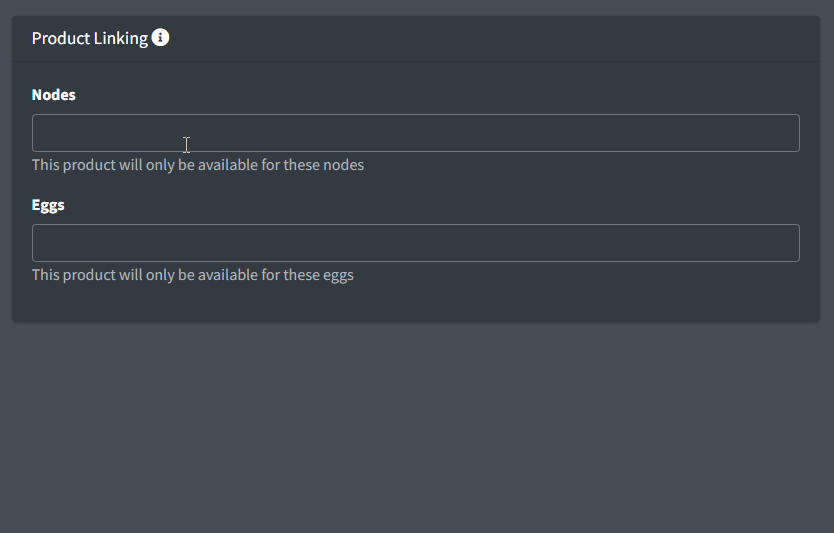 Product Linking
Nodes
This product will only be available for these nodes
Eggs
This product will only be available for these eggs